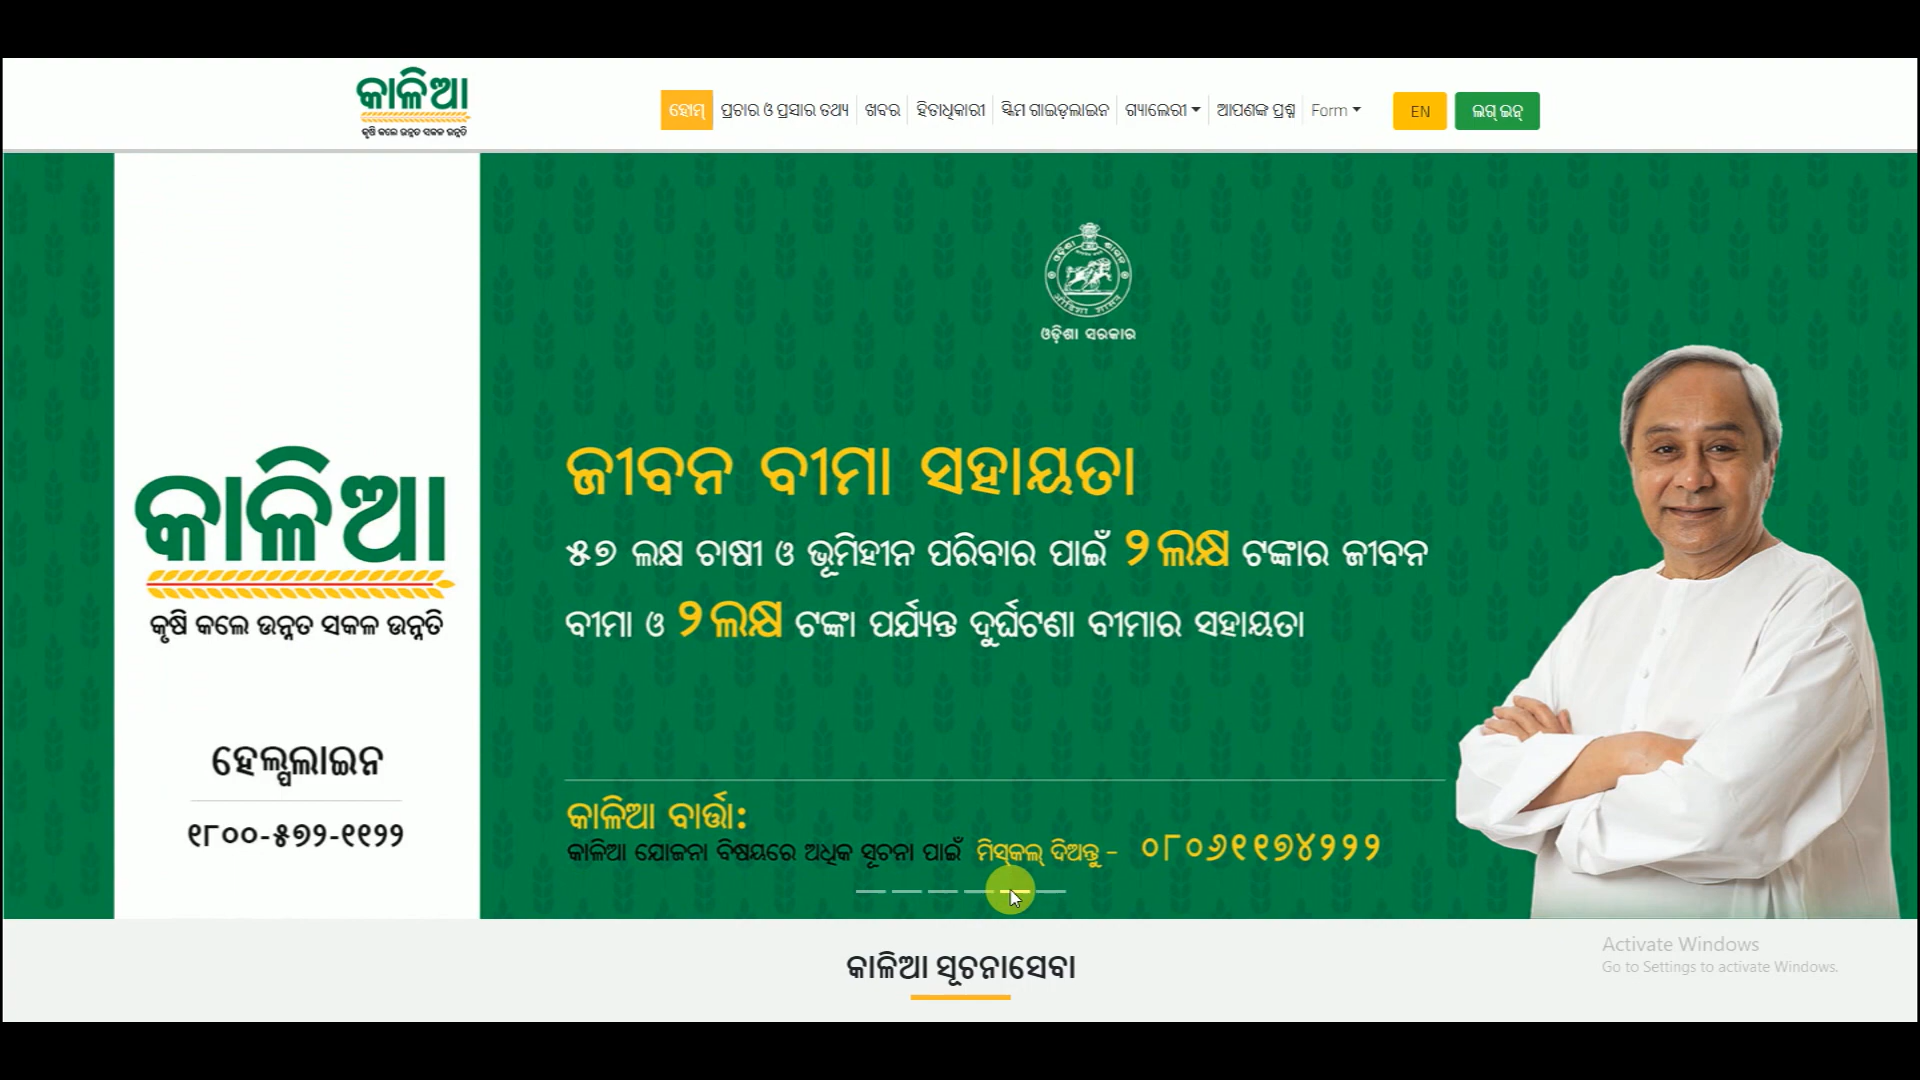 କାଳିଆ
କୃଷି କଲେ ଉନ୍ନତ ସକଳ ଉନ୍ନତି
ହୋମ୍ ପ୍ରଚାର ଓ ପ୍ରସାର ତଥ୍ୟ ଖବର ହିତାଧିକାରୀ ସ୍କିମ ଗାଇଡ୍‌ଲାଇନ ଗ୍ୟାଲେରୀ ଆପଣଙ୍କ ପ୍ରଶ୍ନ Form EN ଲଗ୍ ଇନ୍
ଓଡ଼ିଶା ସରକାର
କାଳିଆ
କୃଷି କଲେ ଉନ୍ନତ ସକଳ ଉନ୍ନତି
ହେଲ୍ପଲାଇନ
୧୮୦୦-୫୭୨-୧୧୨୨
ଜୀବନ ବୀମା ସହାୟତା
୫୭ ଲକ୍ଷ ଚାଷୀ ଓ ଭୂମିହୀନ ପରିବାର ପାଇଁ ୨ ଲକ୍ଷ ଟଙ୍କାର ଜୀବନ
ବୀମା ଓ ୨ ଲକ୍ଷ ଟଙ୍କା ପର୍ଯ୍ୟନ୍ତ ଦୁର୍ଘଟଣା ବୀମାର ସହାୟତା
କାଳିଆ ବାର୍ତ୍ତା:
କାଳିଆ ଯୋଜନା ବିଷୟରେ ଅଧିକ ସୂଚନା ପାଇଁ ମିସ୍‌କଲ୍ ଦିଅନ୍ତୁ – ୦୮୦୬୧୧୭୪୨୨୨
କାଳିଆ ସୂଚନାସେବା
Activate Windows
Go to Settings to activate Windows.